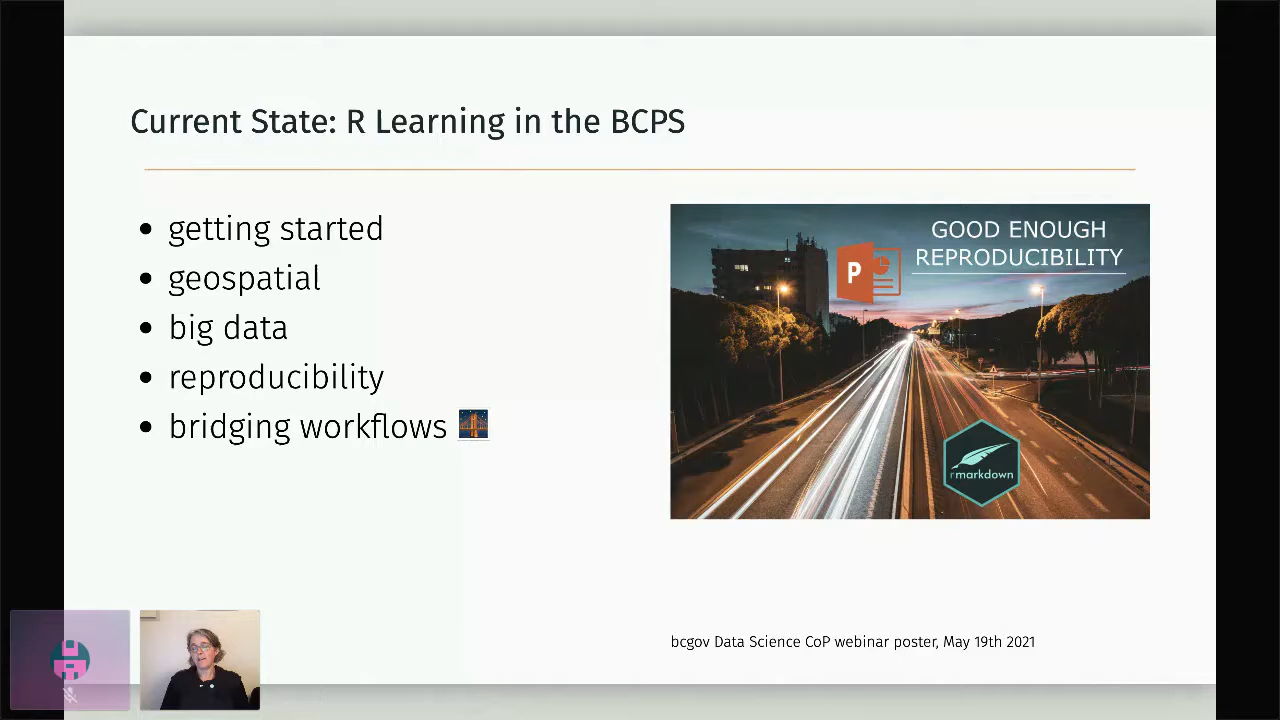 Current State: R Learning in the BCPS
getting started
geospatial
big data
reproducibility
bridging workflows
GOOD ENOUGH
REPRODUCIBILITY
P
rmarkdown
bcgov Data Science CoP webinar poster, May 19th 2021